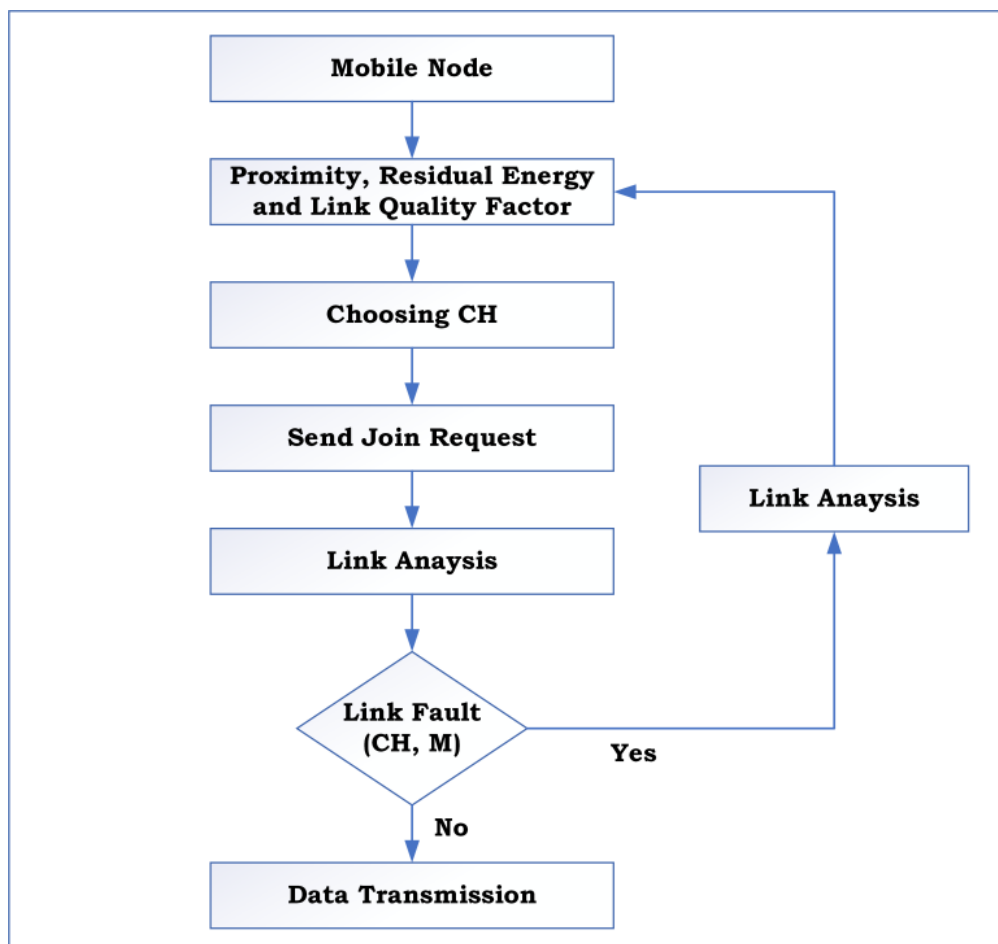 Mobile Node
Proximity, Residual Energy
and Link Quality Factor
Choosing CH
Send Join Request
Link Anaysis
Link Anaysis
Link Fault
(CH, M)
Yes
No
Data Transmission